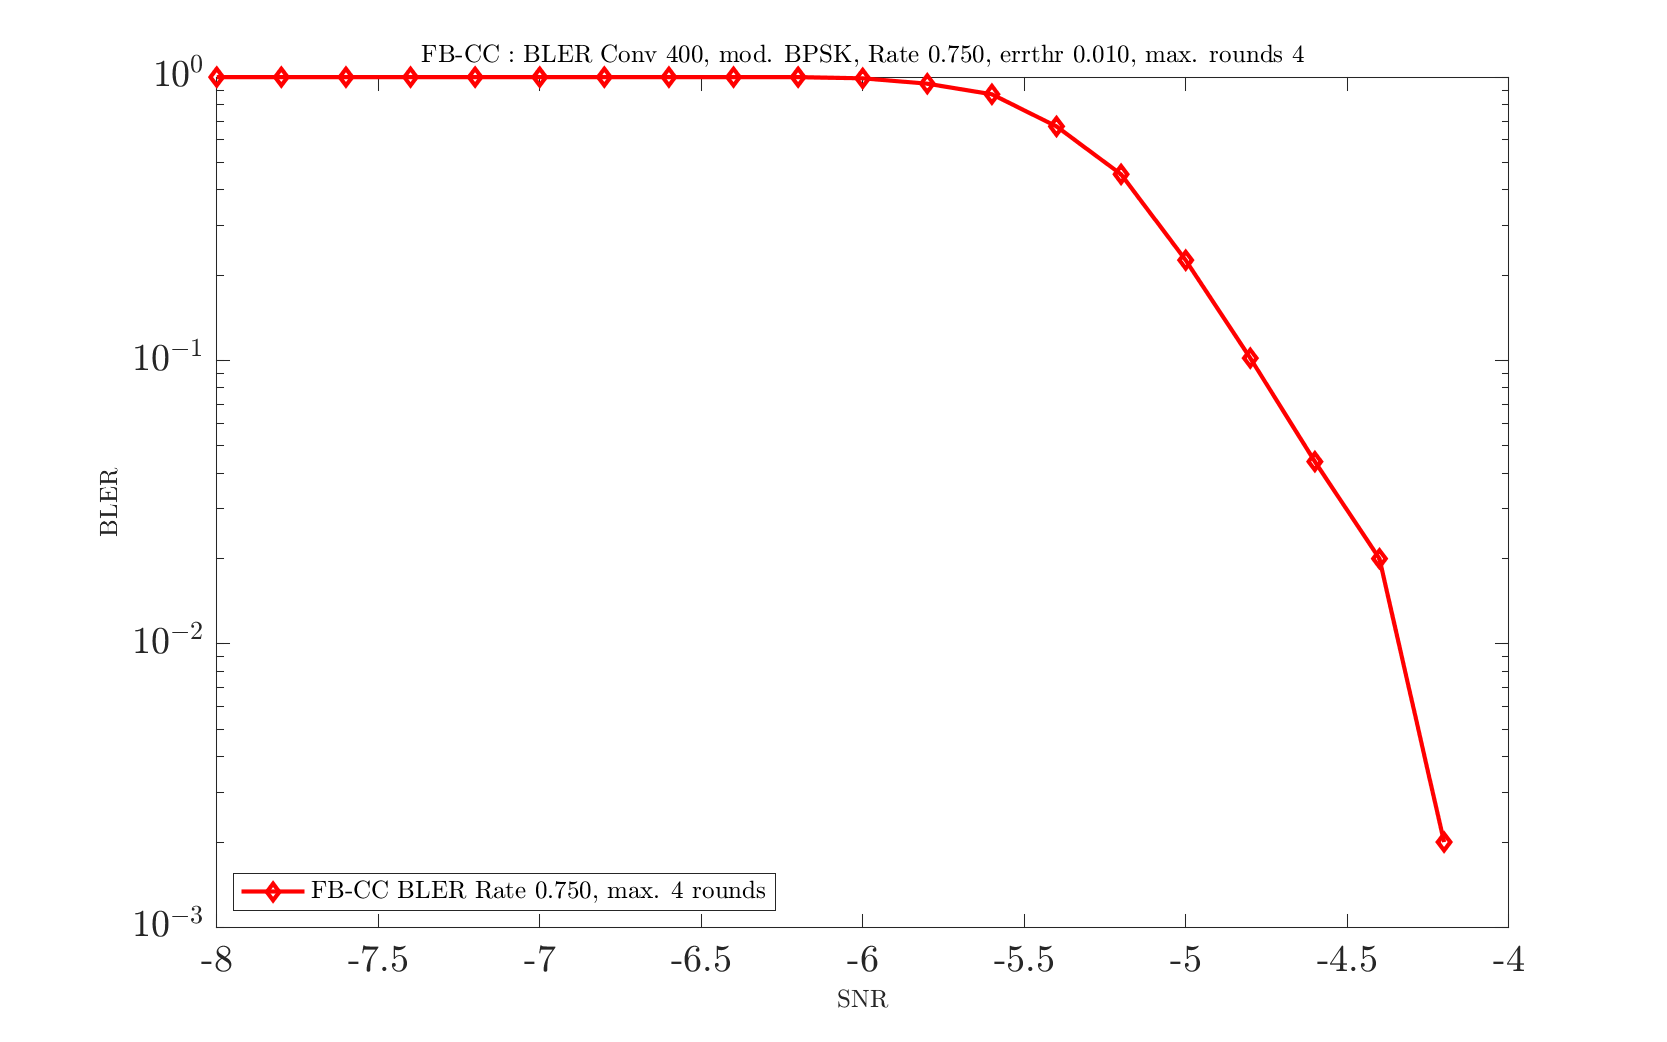 FB-CC : BLER Conv 400, mod. BPSK, Rate 0.750, errthr 0.010, max. rounds 4
10^0
10^-1
10^-2
10^-3
BLER
FB-CC BLER Rate 0.750, max. 4 rounds
-8 -7.5 -7 -6.5 -6 -5.5 -5 -4.5 -4
SNR